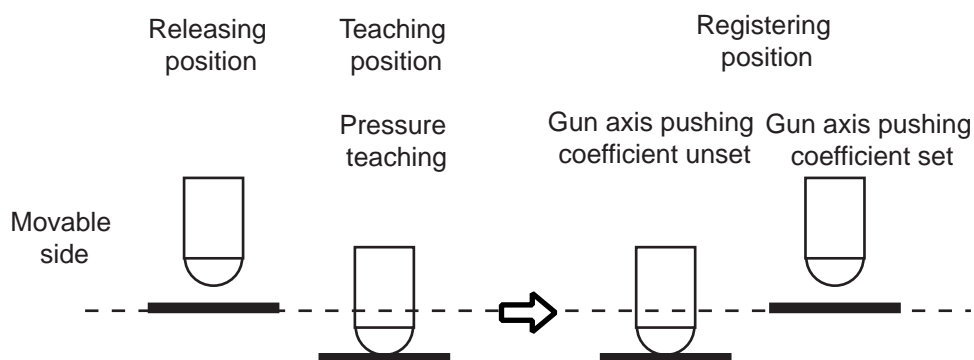 Releasing
position
Teaching
position
Registering
position
Pressure
teaching
Gun axis pushing
coefficient unset
Gun axis pushing
coefficient set
Movable
side